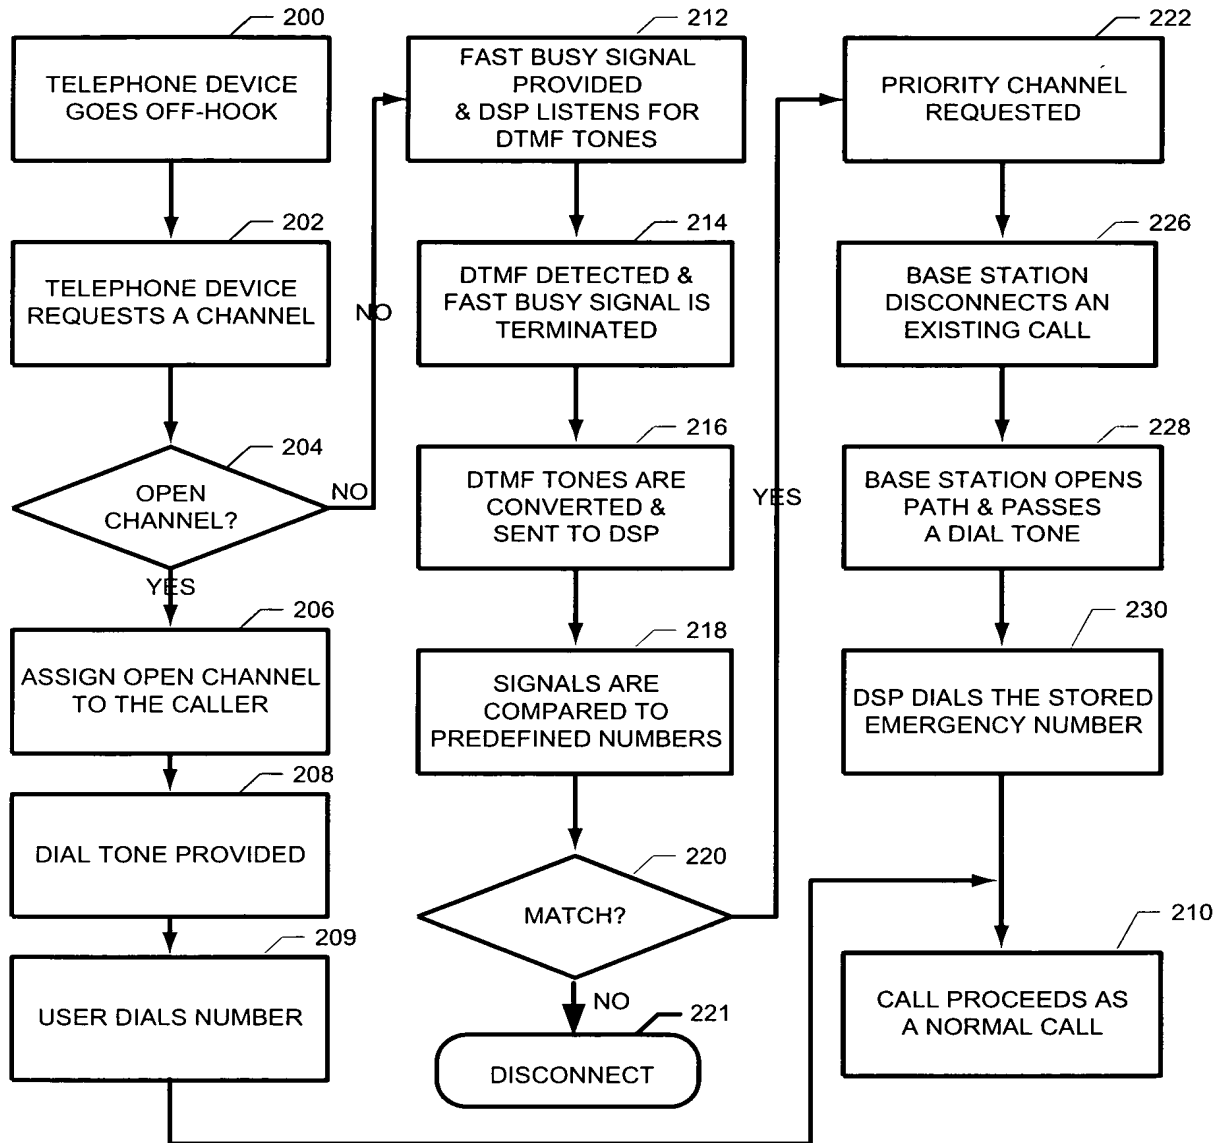 200
TELEPHONE DEVICE
GOES OFF-HOOK
202
TELEPHONE DEVICE
REQUESTS A CHANNEL
204
OPEN
CHANNEL?
NO
NO
YES
206
ASSIGN OPEN CHANNEL
TO THE CALLER
208
DIAL TONE PROVIDED
209
USER DIALS NUMBER
212
FAST BUSY SIGNAL
PROVIDED
& DSP LISTENS FOR
DTMF TONES
214
DTMF DETECTED &
FAST BUSY SIGNAL IS
TERMINATED
216
DTMF TONES ARE
CONVERTED &
SENT TO DSP
218
SIGNALS ARE
COMPARED TO
PREDEFINED NUMBERS
220
MATCH?
YES
NO
221
DISCONNECT
222
PRIORITY CHANNEL
REQUESTED
226
BASE STATION
DISCONNECTS AN
EXISTING CALL
228
BASE STATION OPENS
PATH & PASSES
A DIAL TONE
230
DSP DIALS THE STORED
EMERGENCY NUMBER
210
CALL PROCEEDS AS
A NORMAL CALL